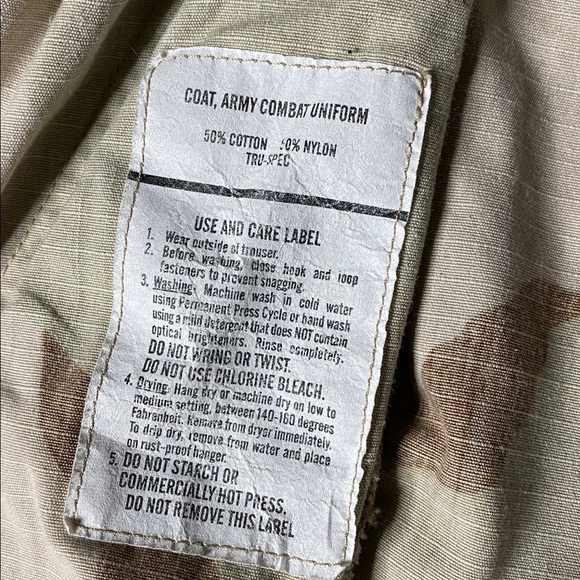 COAT, ARMY COMBAT UNIFORM
50% COTTON 0% NYLON
TRU-SPEC
USE AND CARE LABEL
1. Wear outside of trouser.
2. Before washing, close hook and loop
fasteners to prevent snagging.
3. Washing: Machine wash in cold water
using Permanent Press Cycle or hand wash
using a mild detergent that does NOT contain
optical brighteners. Rinse completely.
DO NOT WRING OR TWIST.
DO NOT USE CHLORINE BLEACH.
4. Drying: Hang dry or machine dry on low to
medium setting, between 140-160 degrees
Fahrenheit. Remove from dryer immediately.
To drip dry, remove from water and place
on rust-proof hanger.
5. DO NOT STARCH OR
COMMERCIALLY HOT PRESS.
DO NOT REMOVE THIS LABEL